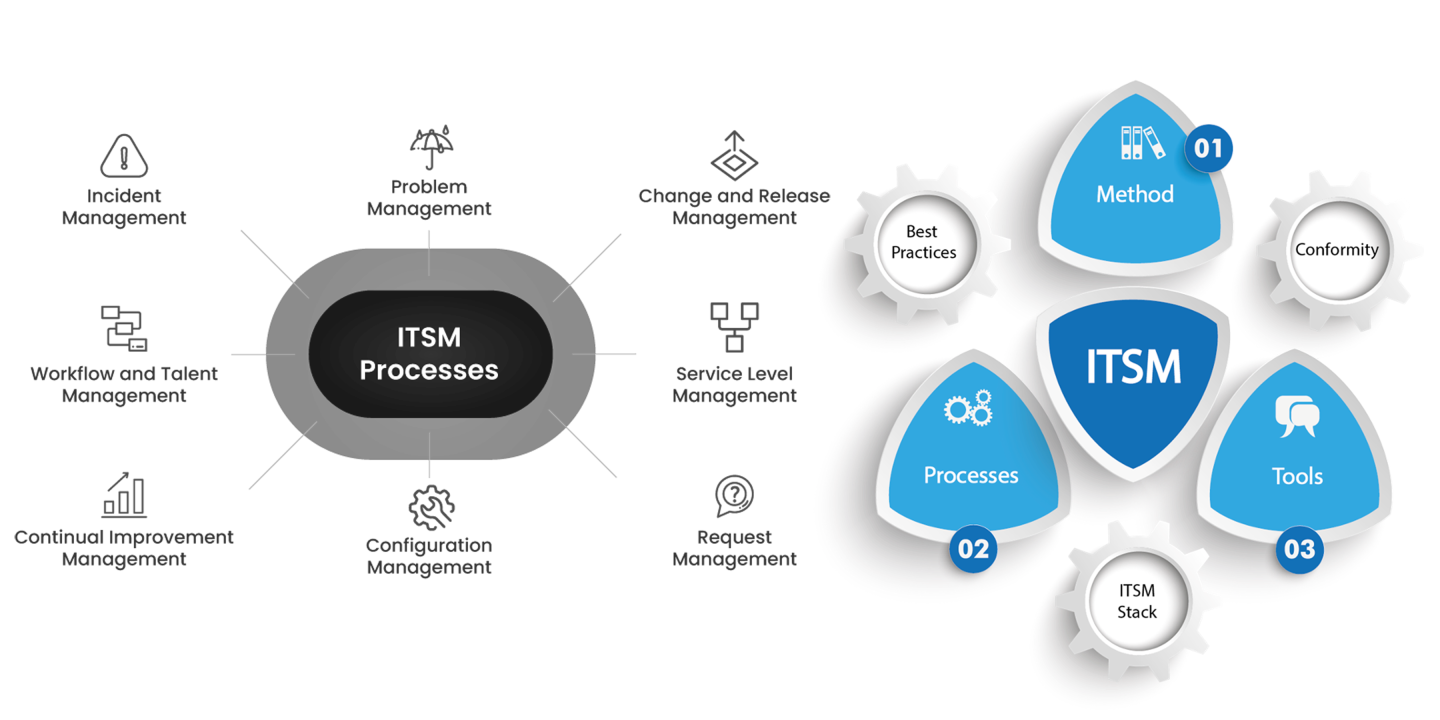 Incident
Management
Problem
Management
Change and Release
Management
ITSM
Processes
Workflow and Talent
Management
Service Level
Management
Continual Improvement
Management
Configuration
Management
Request
Management
01
Method
Best
Practices
Conformity
ITSM
Processes
02
Tools
03
ITSM
Stack